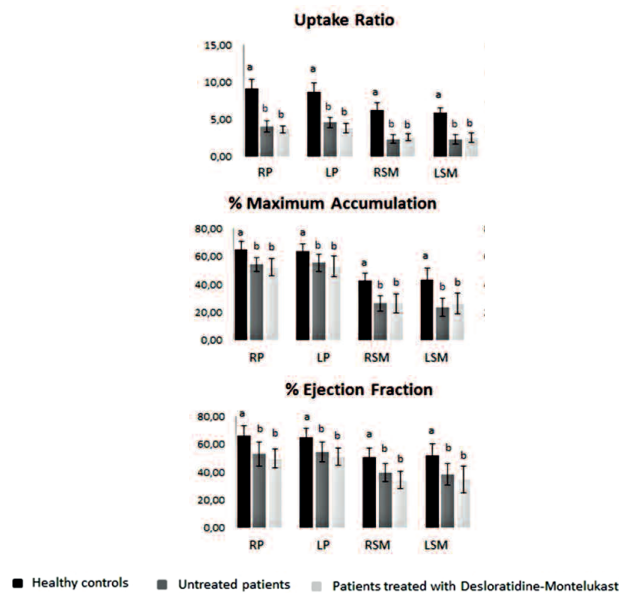 Uptake Ratio
15,00
10,00
5,00
0,00
a b b a b b a b b a b b
RP LP RSM LSM
% Maximum Accumulation
80,00
60,00
40,00
20,00
0,00
a b b a b b a b b a b b
RP LP RSM LSM
% Ejection Fraction
80,00
60,00
40,00
20,00
0,00
a b b a b b a b b a b b
RP LP RSM LSM
Healthy controls Untreated patients Patients treated with Desloratidine-Montelukast